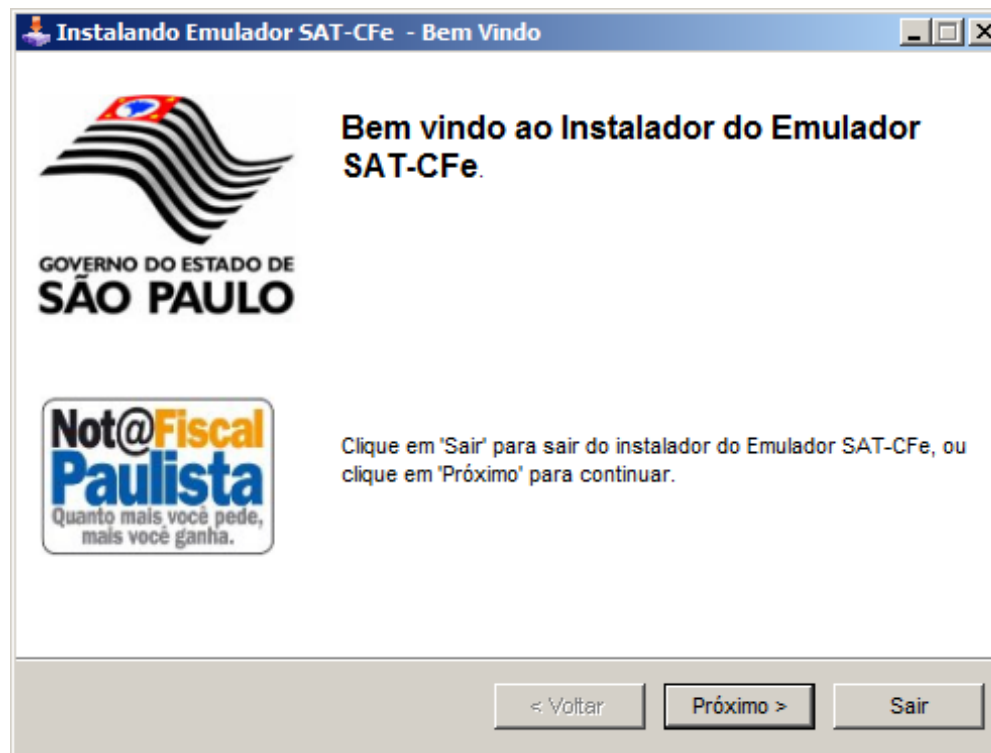 Instalando Emulador SAT-CFe - Bem Vindo
GOVERNO DO ESTADO DE
SÃO PAULO
Bem vindo ao Instalador do Emulador
SAT-CFe.
Not@Fiscal
Paulista
Quanto mais você pede,
mais você ganha.
Clique em 'Sair' para sair do instalador do Emulador SAT-CFe, ou
clique em 'Próximo' para continuar.
< Voltar
Próximo >
Sair